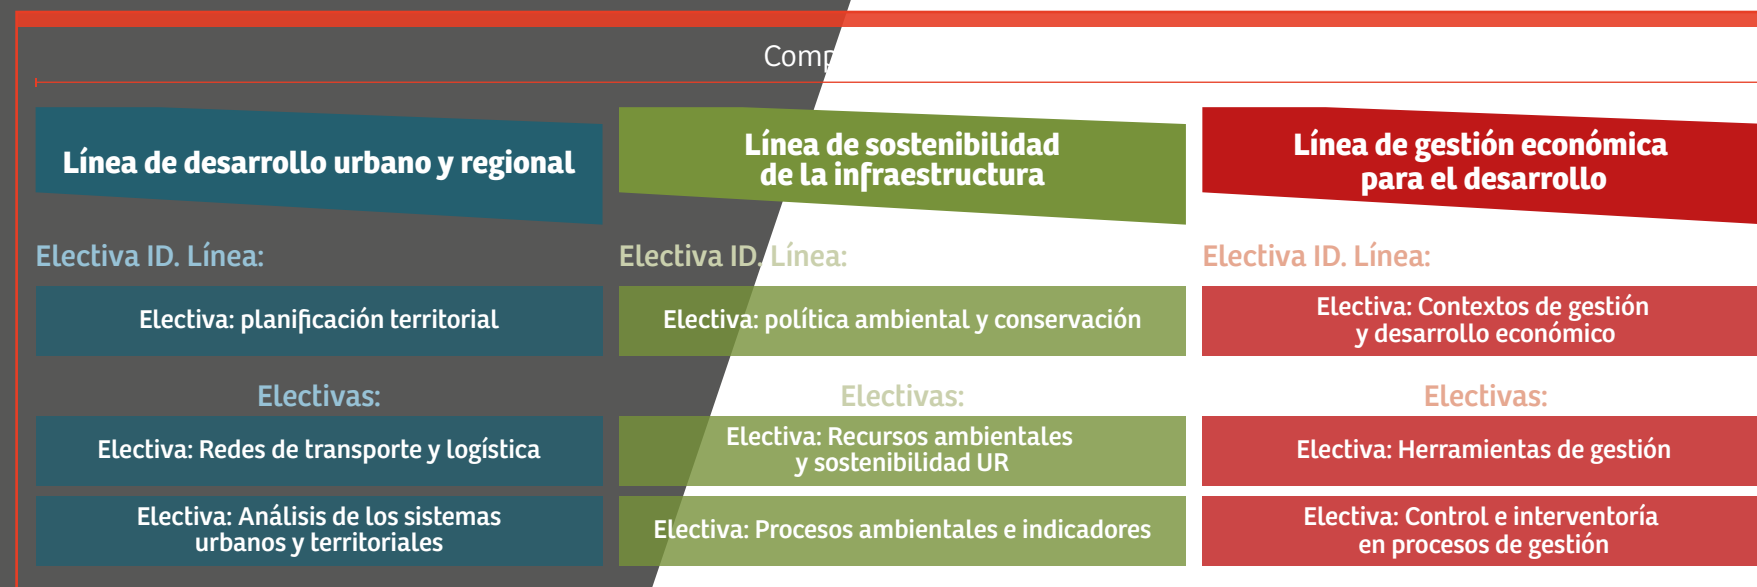 Comp
Línea de desarrollo urbano y regional
Electiva ID. Línea:
Electiva: planificación territorial
Electivas:
Electiva: Redes de transporte y logística
Electiva: Análisis de los sistemas
urbanos y territoriales
Línea de sostenibilidad
de la infraestructura
Electiva ID. Línea:
Electiva: política ambiental y conservación
Electivas:
Electiva: Recursos ambientales
y sostenibilidad UR
Electiva: Procesos ambientales e indicadores
Línea de gestión económica
para el desarrollo
Electiva ID. Línea:
Electiva: Contextos de gestión
y desarrollo económico
Electivas:
Electiva: Herramientas de gestión
Electiva: Control e interventoría
en procesos de gestión